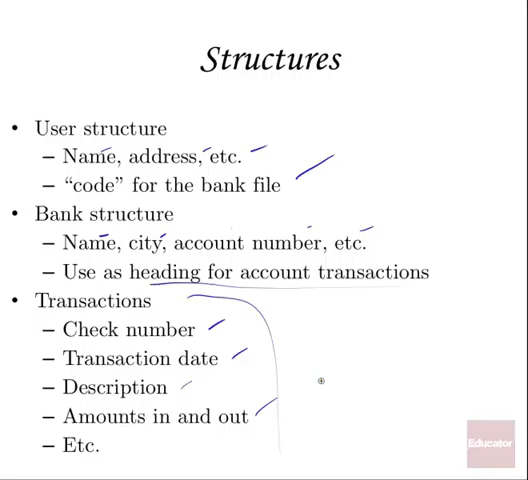 Structures
• User structure
– Name, address, etc.
– “code” for the bank file
• Bank structure
– Name, city, account number, etc.
– Use as heading for account transactions
• Transactions
– Check number
– Transaction date
– Description
– Amounts in and out
– Etc.
Educator